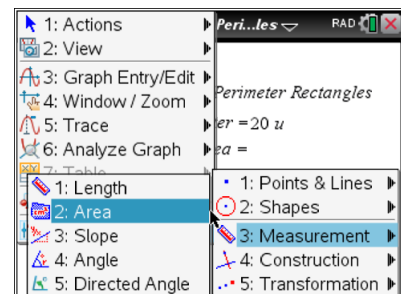 1: Actions
2: View
3: Graph Entry/Edit
4: Window / Zoom
5: Trace
6: Analyze Graph
7: Table
1: Length
2: Area
3: Slope
4: Angle
5: Directed Angle
Peri...les
RAD
Perimeter Rectangles
er =20 u
ea =
1: Points & Lines
2: Shapes
3: Measurement
4: Construction
5: Transformation